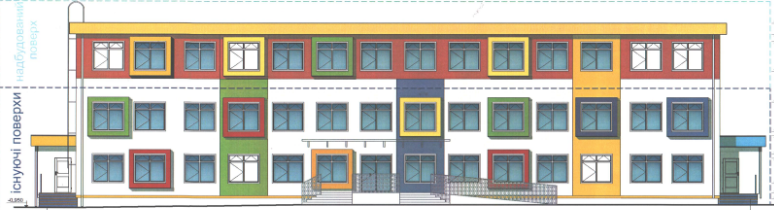 надбудований
поверх
існуючі поверхи